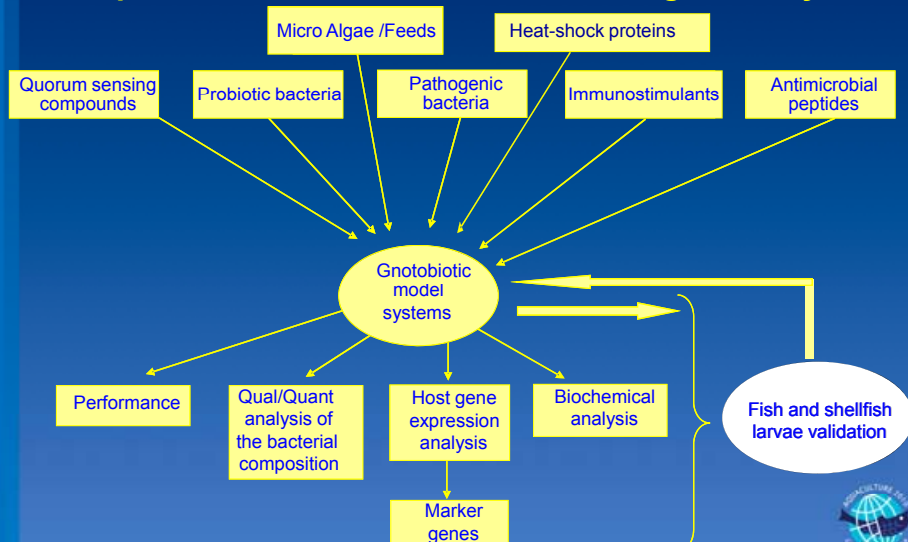 Micro Algae /Feeds
Heat-shock proteins
Quorum sensing
compounds
Probiotic bacteria
Pathogenic
bacteria
Immunostimulants
Antimicrobial
peptides
Gnotobiotic
model
systems
Performance
Qual/Quant
analysis of
the bacterial
composition
Host gene
expression
analysis
Biochemical
analysis
Fish and shellfish
larvae validation
Marker
genes